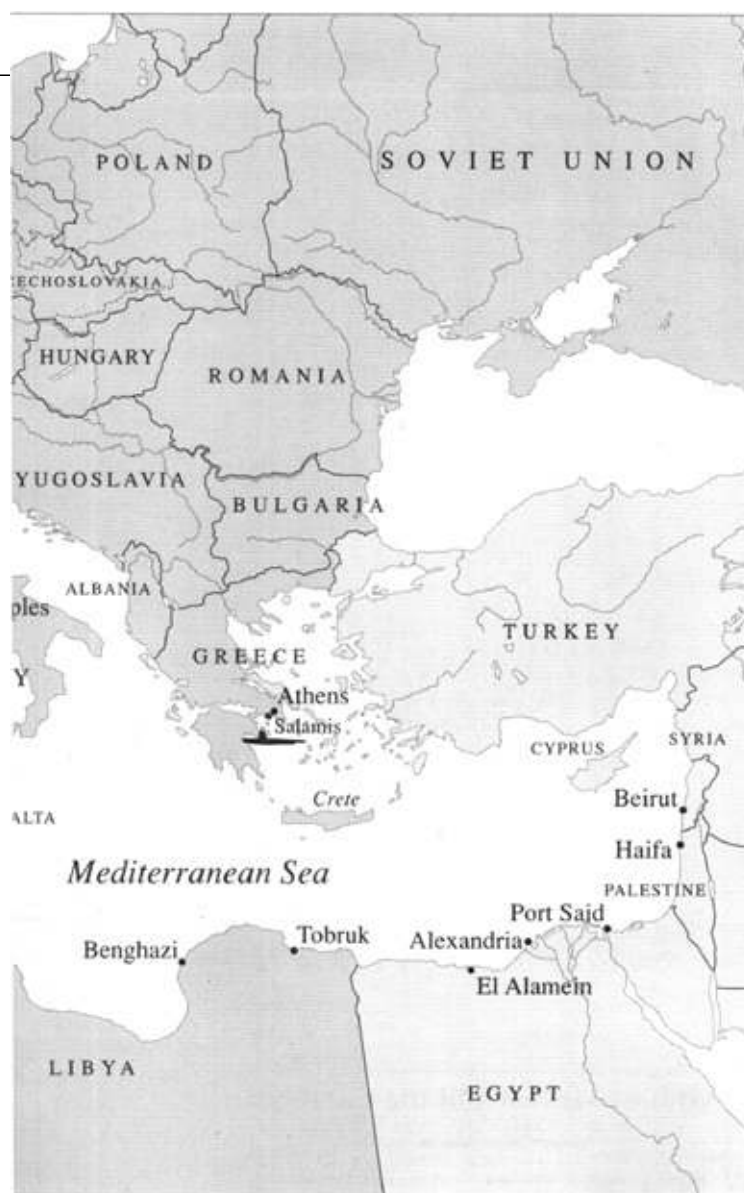 POLAND
SOVIET UNION
ECHOSLOVAKIA
HUNGARY
ROMANIA
YUGOSLAVIA
BULGARIA
ALBANIA
ples
TURKEY
GREECE
Y
Athens
Salamis
CYPRUS
SYRIA
Crete
Beirut
ALTA
Haifa
Mediterranean Sea
PALESTINE
Port Said
Tobruk
Alexandria
Benghazi
El Alamein
LIBYA
EGYPT